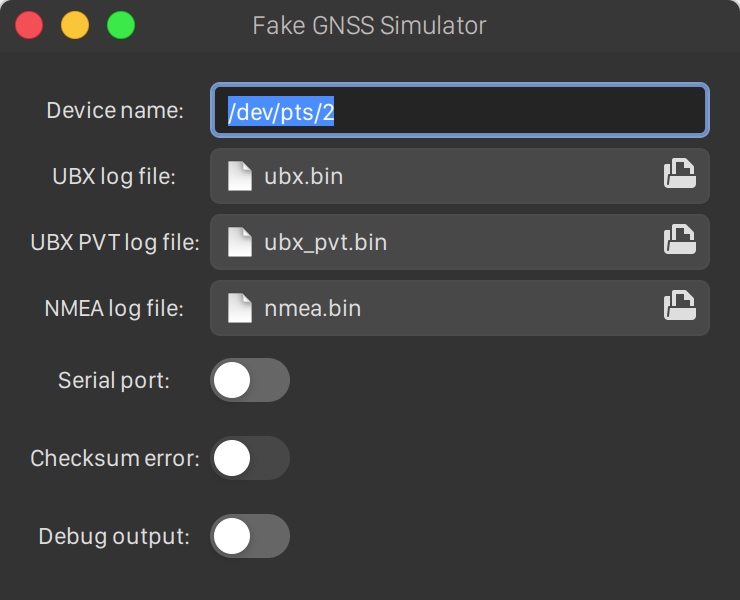 Fake GNSS Simulator
Device name: /dev/pts/2
UBX log file: ubx.bin
UBX PVT log file: ubx_pvt.bin
NMEA log file: nmea.bin
Serial port:
Checksum error:
Debug output: